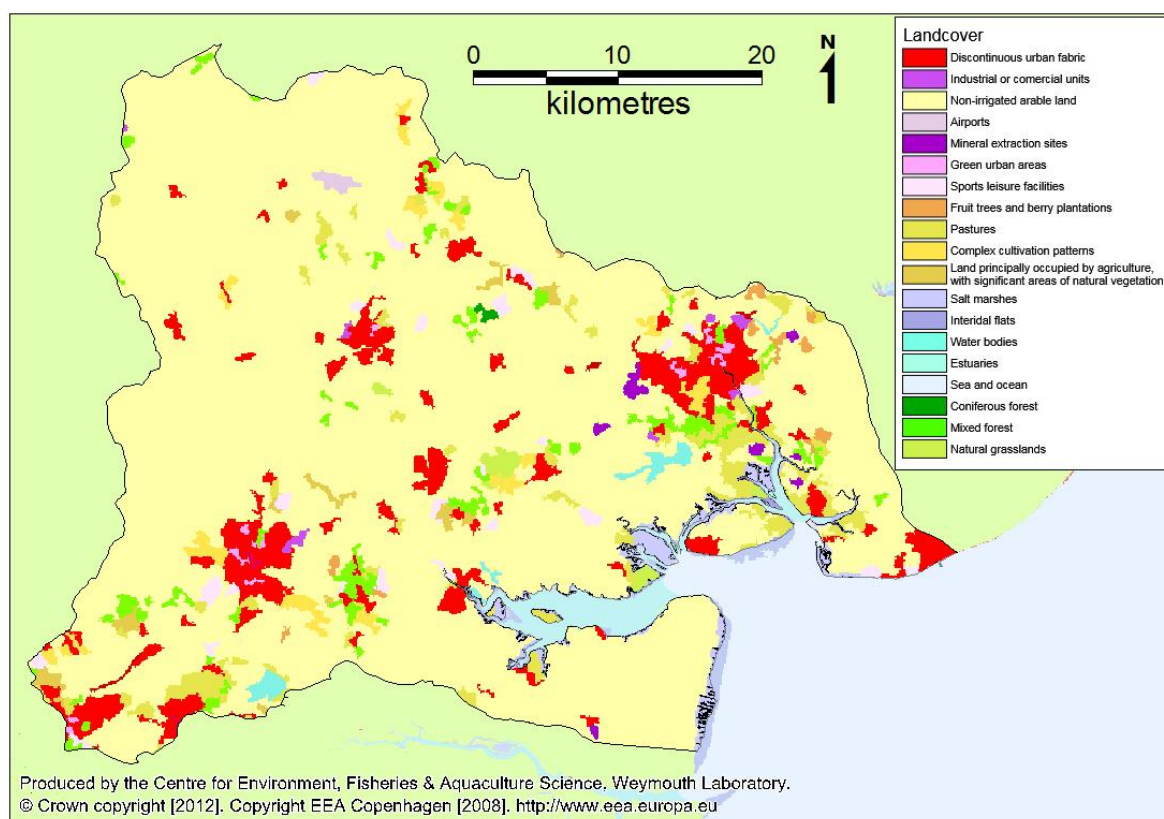 0 10 20
kilometres
N
Landcover
Discontinuous urban fabric
Industrial or comercial units
Non-irrigated arable land
Airports
Mineral extraction sites
Green urban areas
Sports leisure facilities
Fruit trees and berry plantations
Pastures
Complex cultivation patterns
Land principally occupied by agriculture,
with significant areas of natural vegetation
Salt marshes
Interidal flats
Water bodies
Estuaries
Sea and ocean
Coniferous forest
Mixed forest
Natural grasslands
Produced by the Centre for Environment, Fisheries & Aquaculture Science, Weymouth Laboratory.
© Crown copyright [2012]. Copyright EEA Copenhagen [2008]. http://www.eea.europa.eu